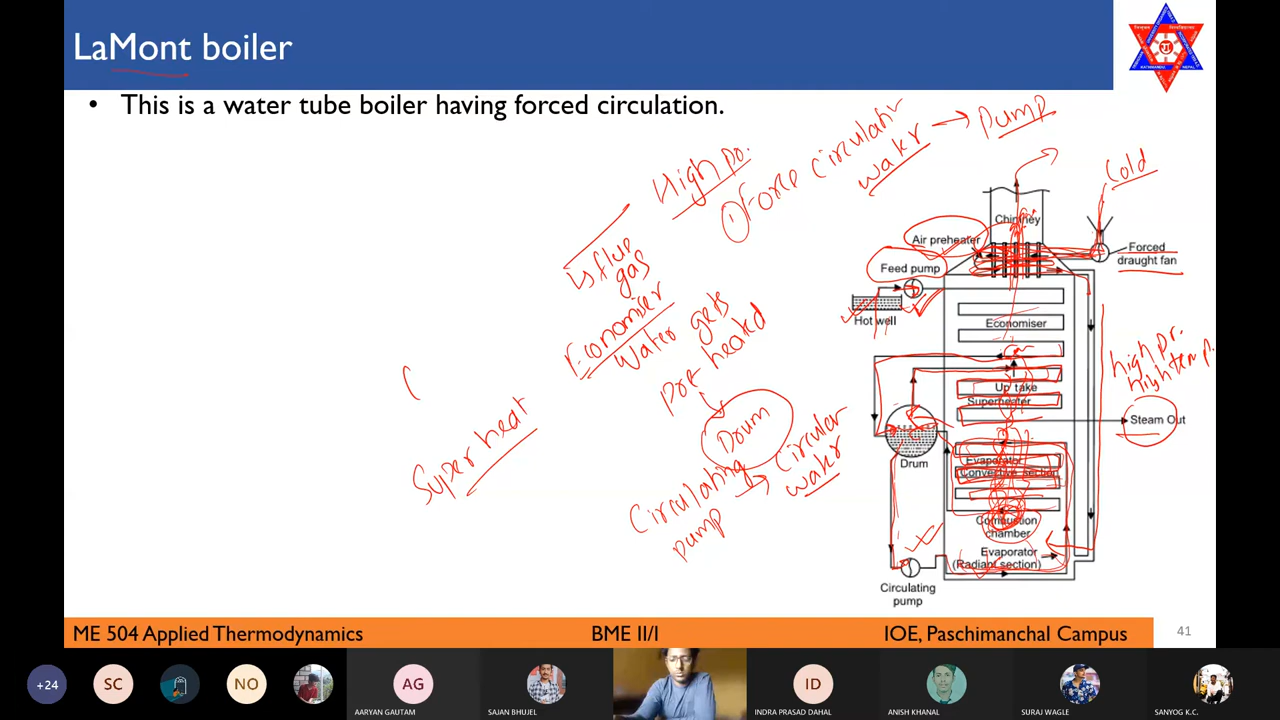 LaMont boiler
• This is a water tube boiler having forced circulation.
High pr.
① Force circulatin
water → Pump
Cold
↳ flue
gas
Economiser
Water gets
pre heated
Drum
Circulating → Circular
pump
water
Super heat
high pr.
high temp.
Chimney
Air preheater
Forced
draught fan
Feed pump
Hot well
Economiser
Up take
Superheater
Steam Out
Drum
Evaporator
(Convective section)
Combustion
chamber
Evaporator
(Radiant section)
Circulating
pump
ME 504 Applied Thermodynamics
BME II/I
IOE, Paschimanchal Campus
41
+24
SC
NO
AG
ID
AARYAN GAUTAM
SAJAN BHUJEL
INDRA PRASAD DAHAL
ANISH KHANAL
SURAJ WAGLE
SANYOG K.C.